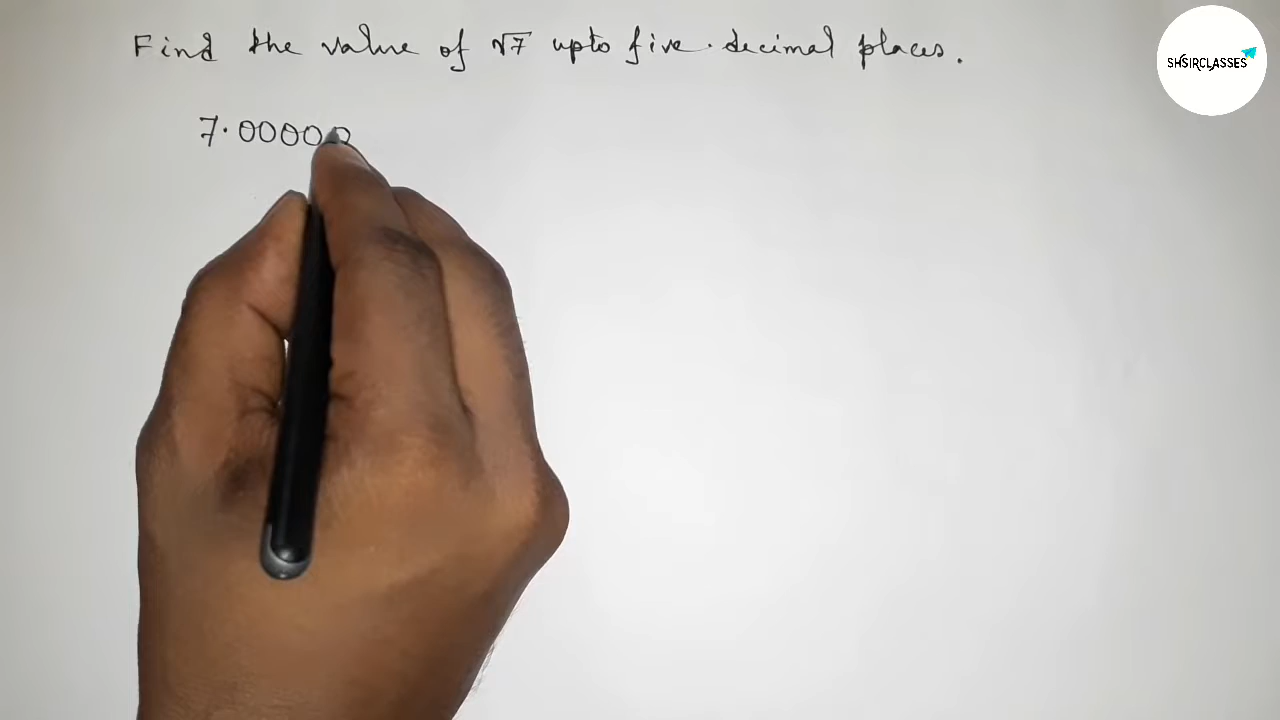 Find the value of √7 upto five decimal places.
7.00000
SHSIRCLASSES